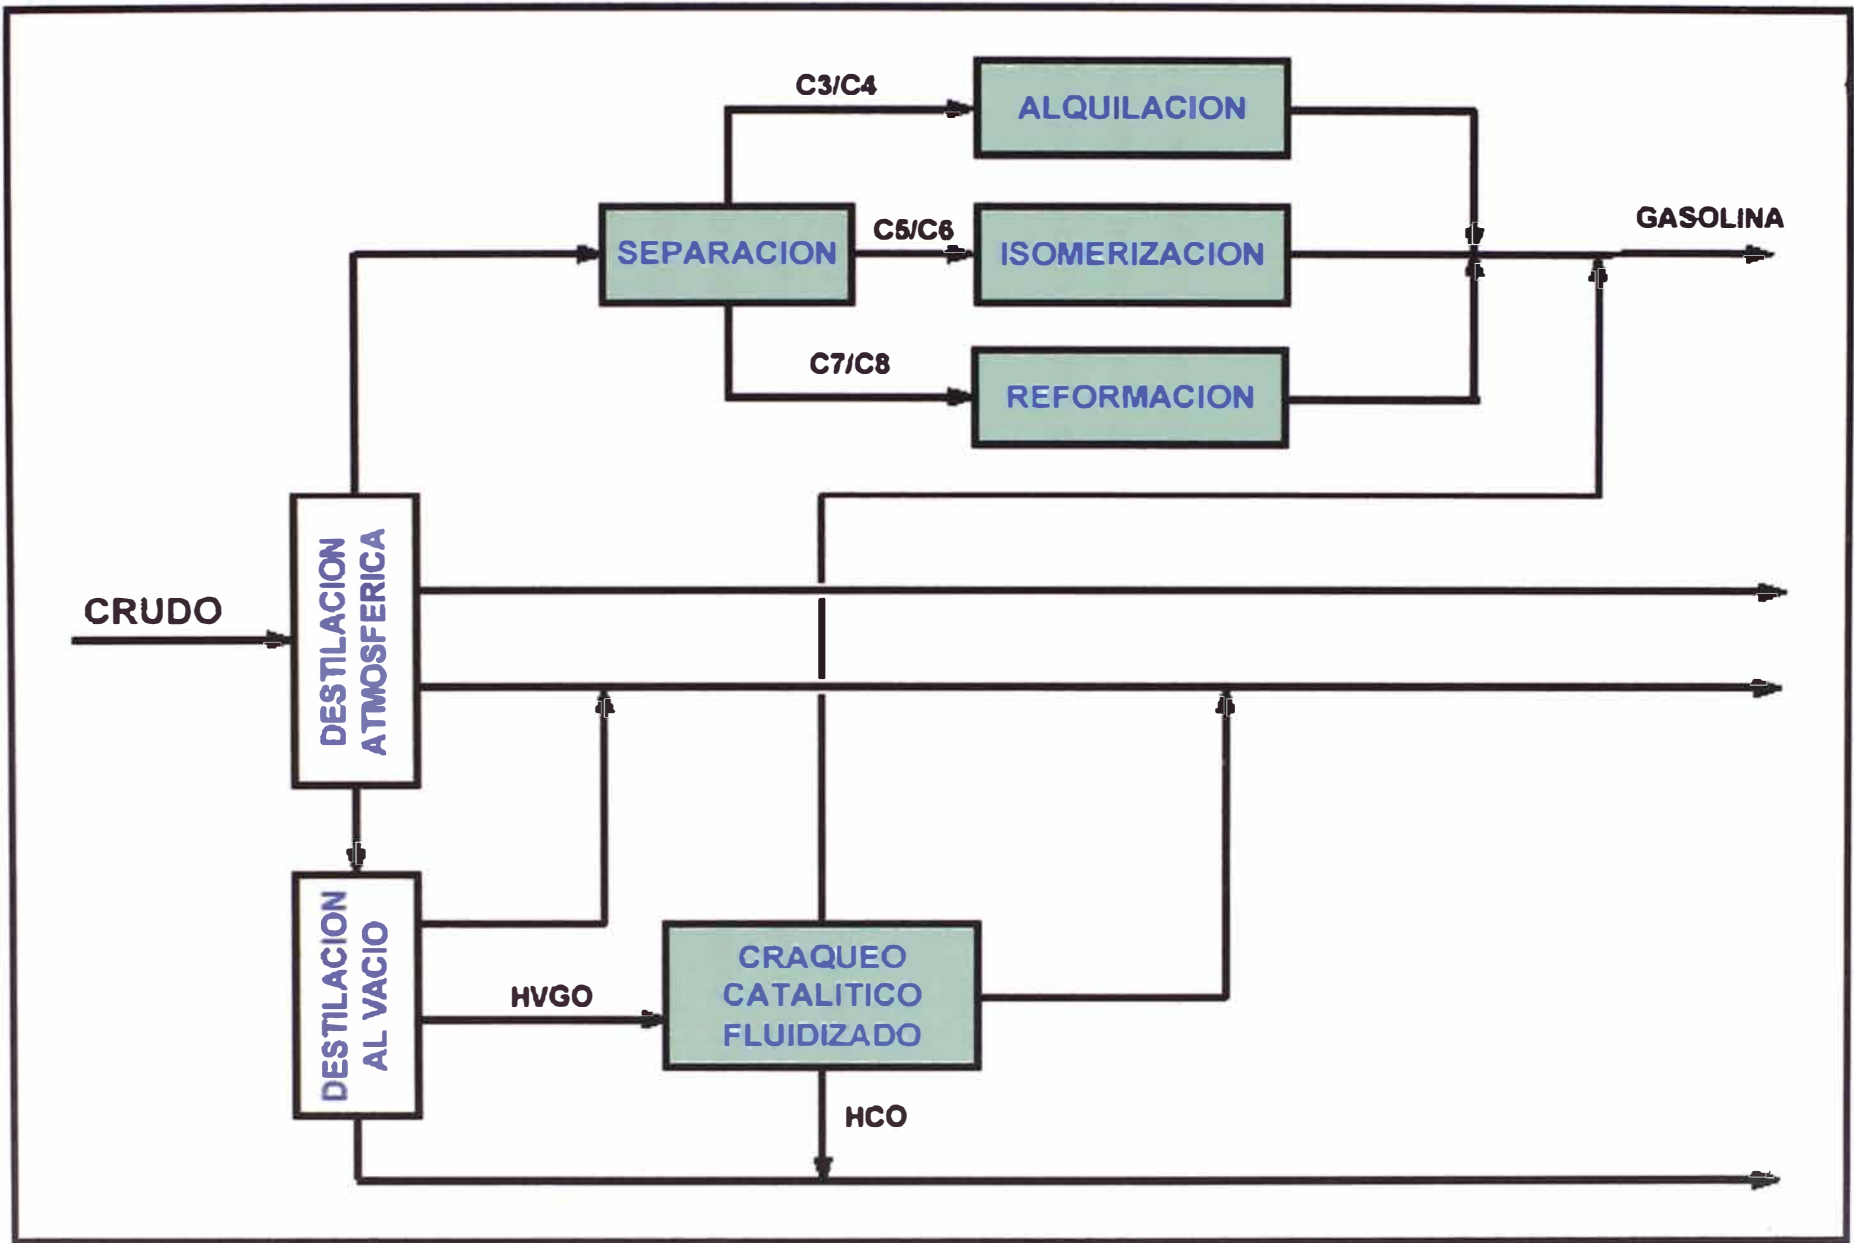 C3/C4
ALQUILACION
SEPARACION
C5/C6
ISOMERIZACION
GASOLINA
C7/C8
REFORMACION
CRUDO
DESTILACION
ATMOSFERICA
DESTILACION
AL VACIO
HVGO
CRAQUEO
CATALITICO
FLUIDIZADO
HCO